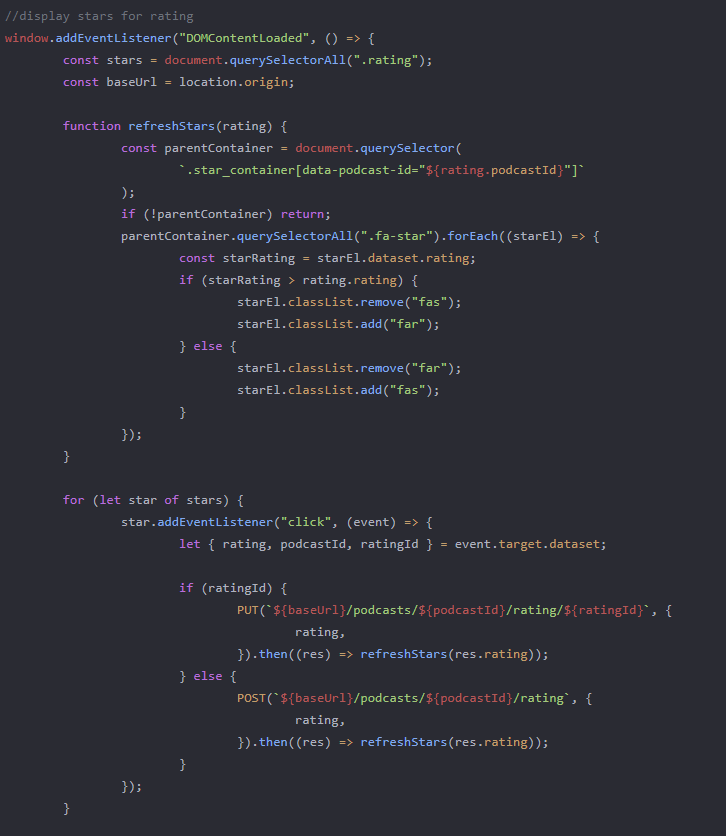 //display stars for rating
window.addEventListener("DOMContentLoaded", () => {
        const stars = document.querySelectorAll(".rating");
        const baseUrl = location.origin;

        function refreshStars(rating) {
                const parentContainer = document.querySelector(
                        `.star_container[data-podcast-id="${rating.podcastId}"]`
                );
                if (!parentContainer) return;
                parentContainer.querySelectorAll(".fa-star").forEach((starEl) => {
                        const starRating = starEl.dataset.rating;
                        if (starRating > rating.rating) {
                                starEl.classList.remove("fas");
                                starEl.classList.add("far");
                        } else {
                                starEl.classList.remove("far");
                                starEl.classList.add("fas");
                        }
                });
        }

        for (let star of stars) {
                star.addEventListener("click", (event) => {
                        let { rating, podcastId, ratingId } = event.target.dataset;

                        if (ratingId) {
                                PUT(`${baseUrl}/podcasts/${podcastId}/rating/${ratingId}`, {
                                        rating,
                                }).then((res) => refreshStars(res.rating));
                        } else {
                                POST(`${baseUrl}/podcasts/${podcastId}/rating`, {
                                        rating,
                                }).then((res) => refreshStars(res.rating));
                        }
                });
        }